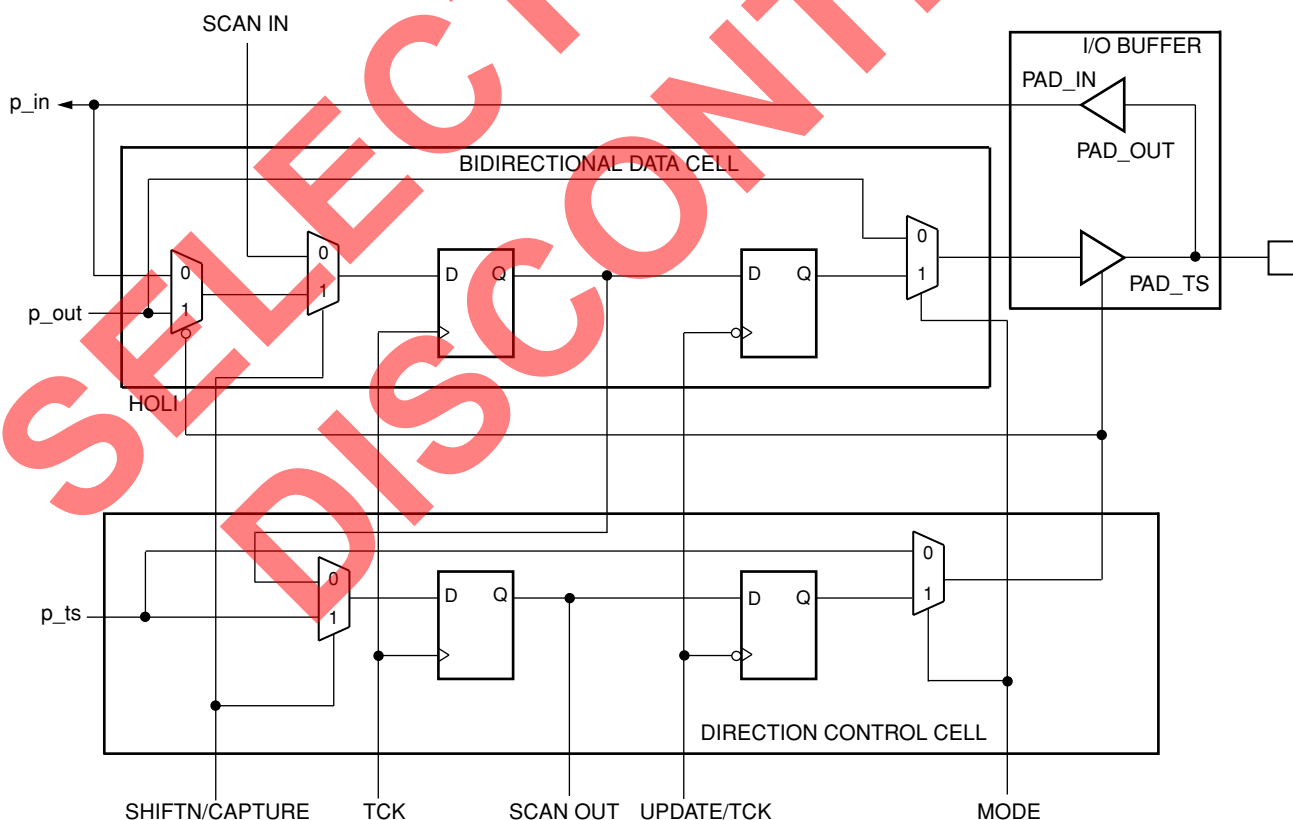 SCAN IN
I/O BUFFER
PAD_IN
p_in
PAD_OUT
BIDIRECTIONAL DATA CELL
0
0
0
1
1
1
D Q
D Q
p_out
PAD_TS
HOLI
0
0
1
1
D Q
D Q
p_ts
DIRECTION CONTROL CELL
SHIFTN/CAPTURE
TCK
SCAN OUT
UPDATE/TCK
MODE
SELECT
DISCONT